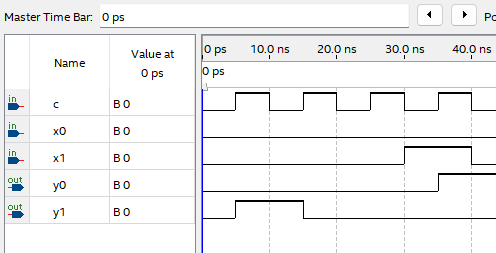 Master Time Bar: 0 ps Po
Name Value at 0 ps
0 ps 10.0 ns 20.0 ns 30.0 ns 40.0 ns
0 ps
in c B 0
in x0 B 0
in x1 B 0
out y0 B 0
out y1 B 0